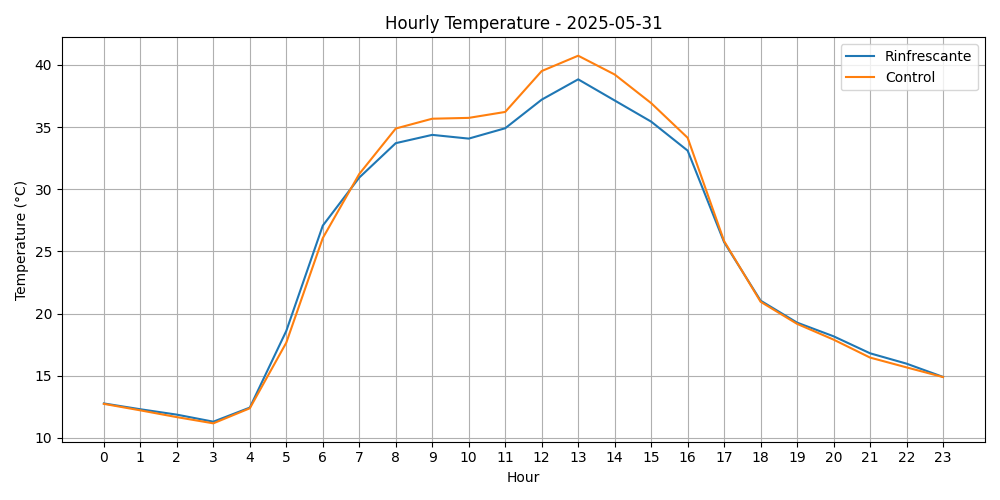 Hourly Temperature - 2025-05-31
Rinfrescante
Control
Temperature (°C)
40
35
30
25
20
15
10
0 1 2 3 4 5 6 7 8 9 10 11 12 13 14 15 16 17 18 19 20 21 22 23
Hour